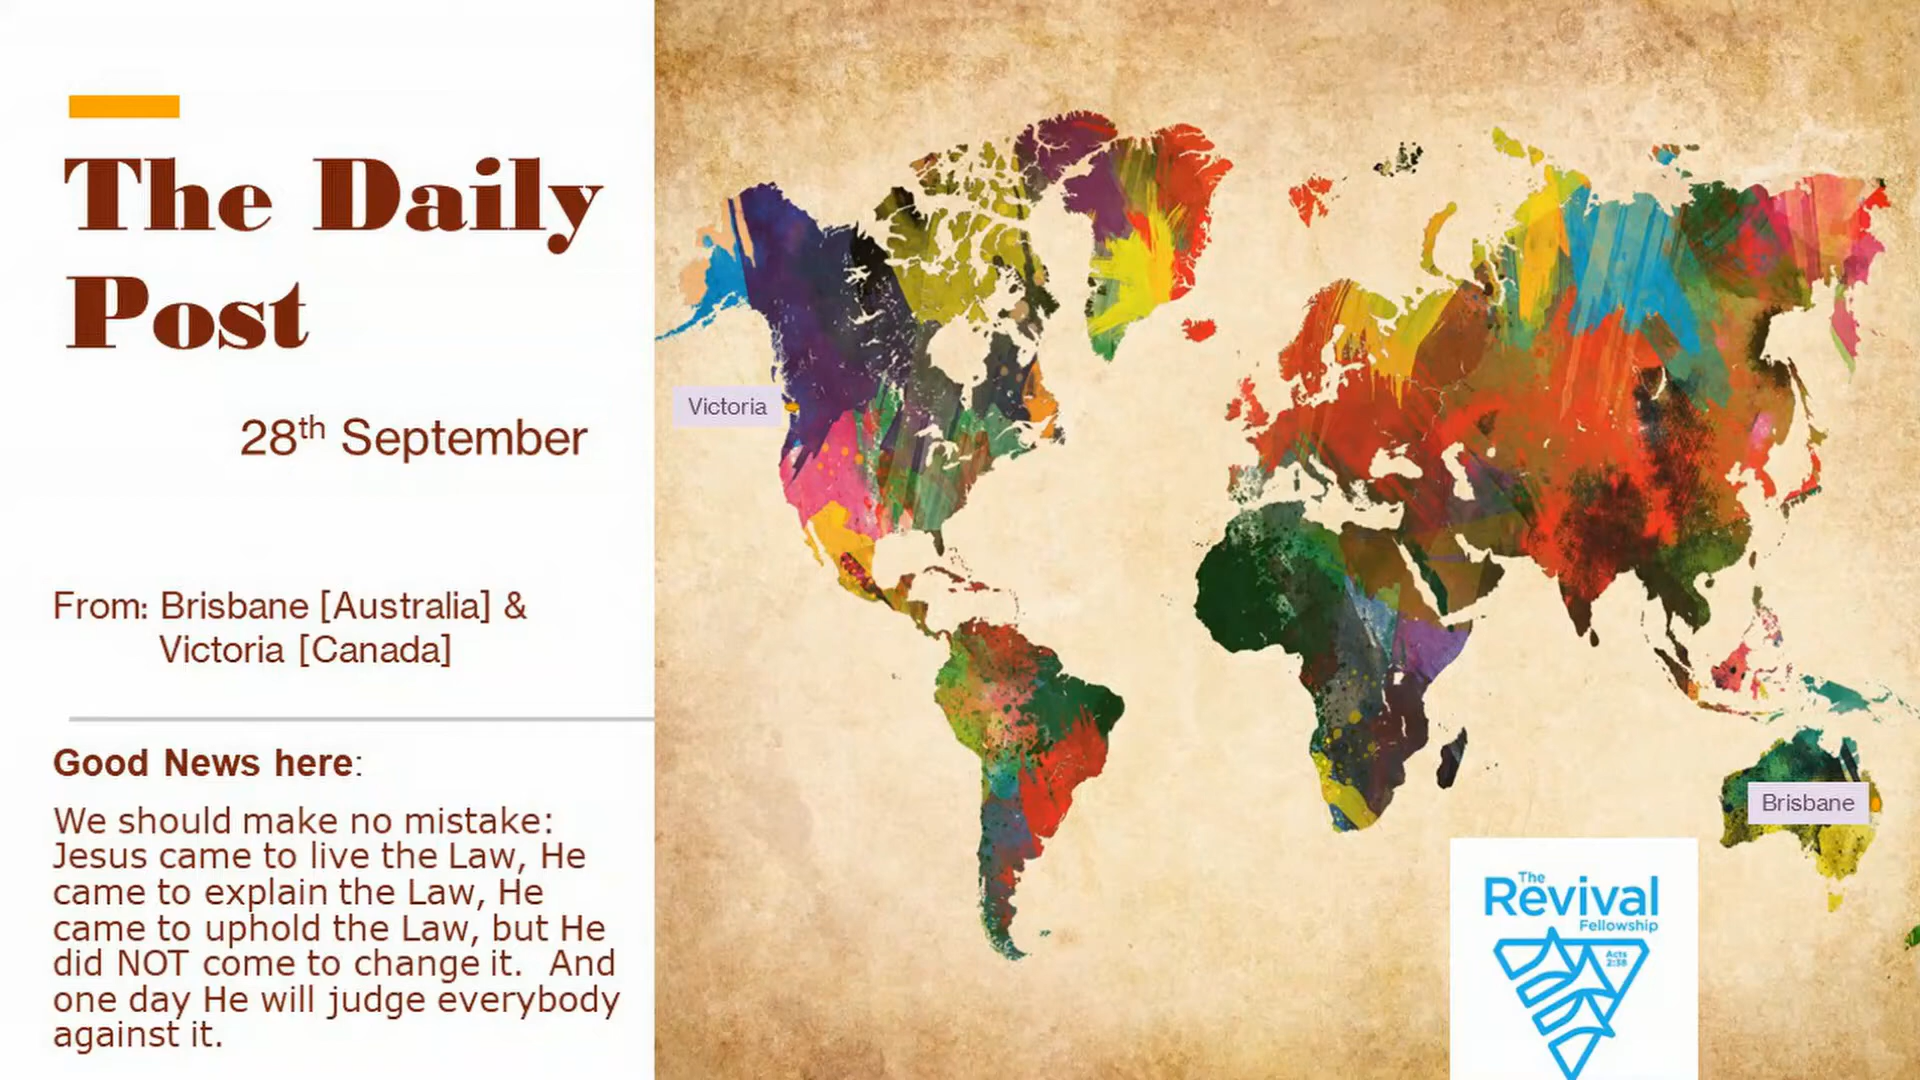 The Daily
Post
28th September
From: Brisbane [Australia] &
Victoria [Canada]
Good News here:
We should make no mistake:
Jesus came to live the Law, He
came to explain the Law, He
came to uphold the Law, but He
did NOT come to change it.  And
one day He will judge everybody
against it.
Victoria
Brisbane
The
Revival
Fellowship
Acts
2:38